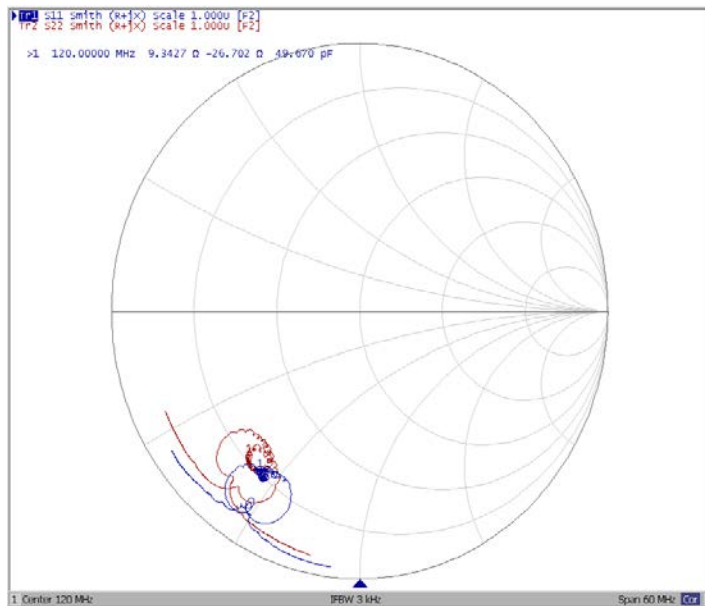 Tr1 S11 Smith (R+jX) Scale 1.000U [F2]
Tr2 S22 Smith (R+jX) Scale 1.000U [F2]
>1 120.00000 MHz 9.3427 Ω -26.702 Ω 49.670 pF
1
1 Center 120 MHz IFBW 3 kHz Span 60 MHz Cor